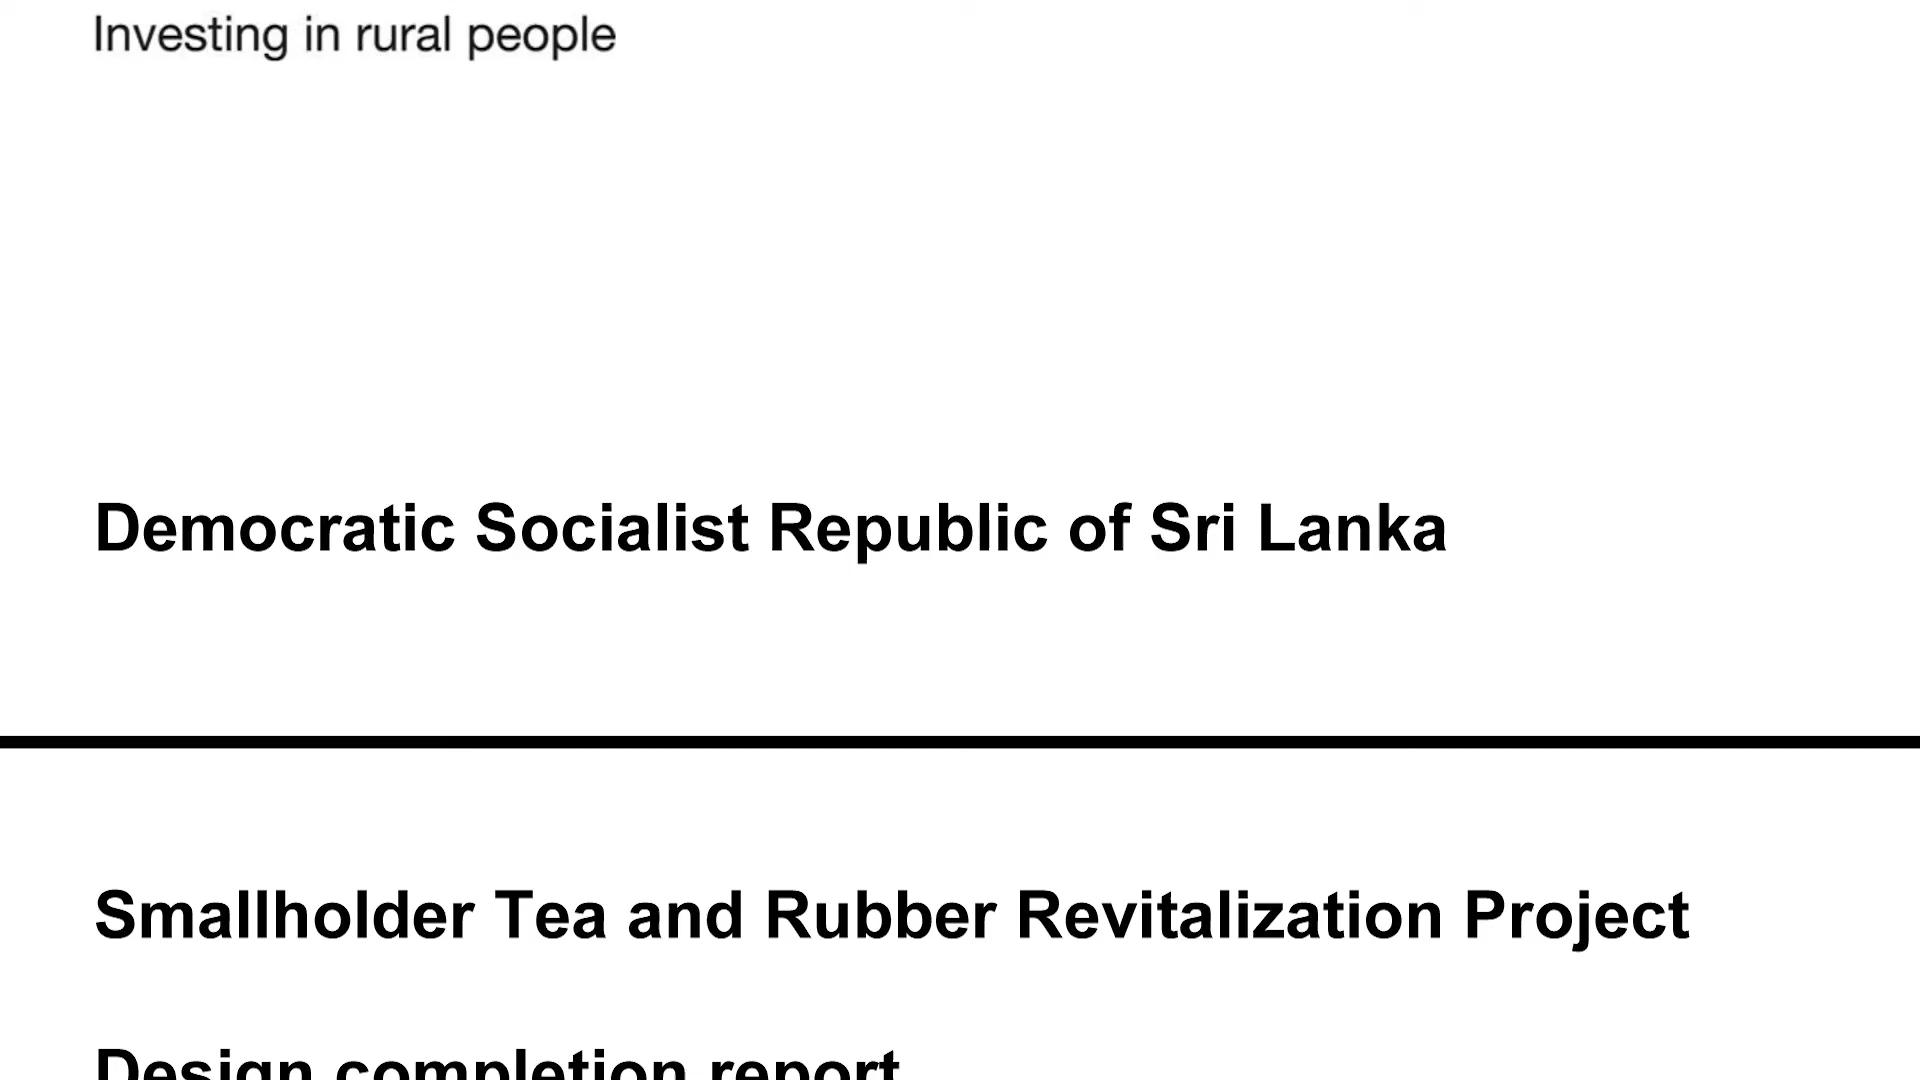 Investing in rural people
Democratic Socialist Republic of Sri Lanka
Smallholder Tea and Rubber Revitalization Project
Design completion report